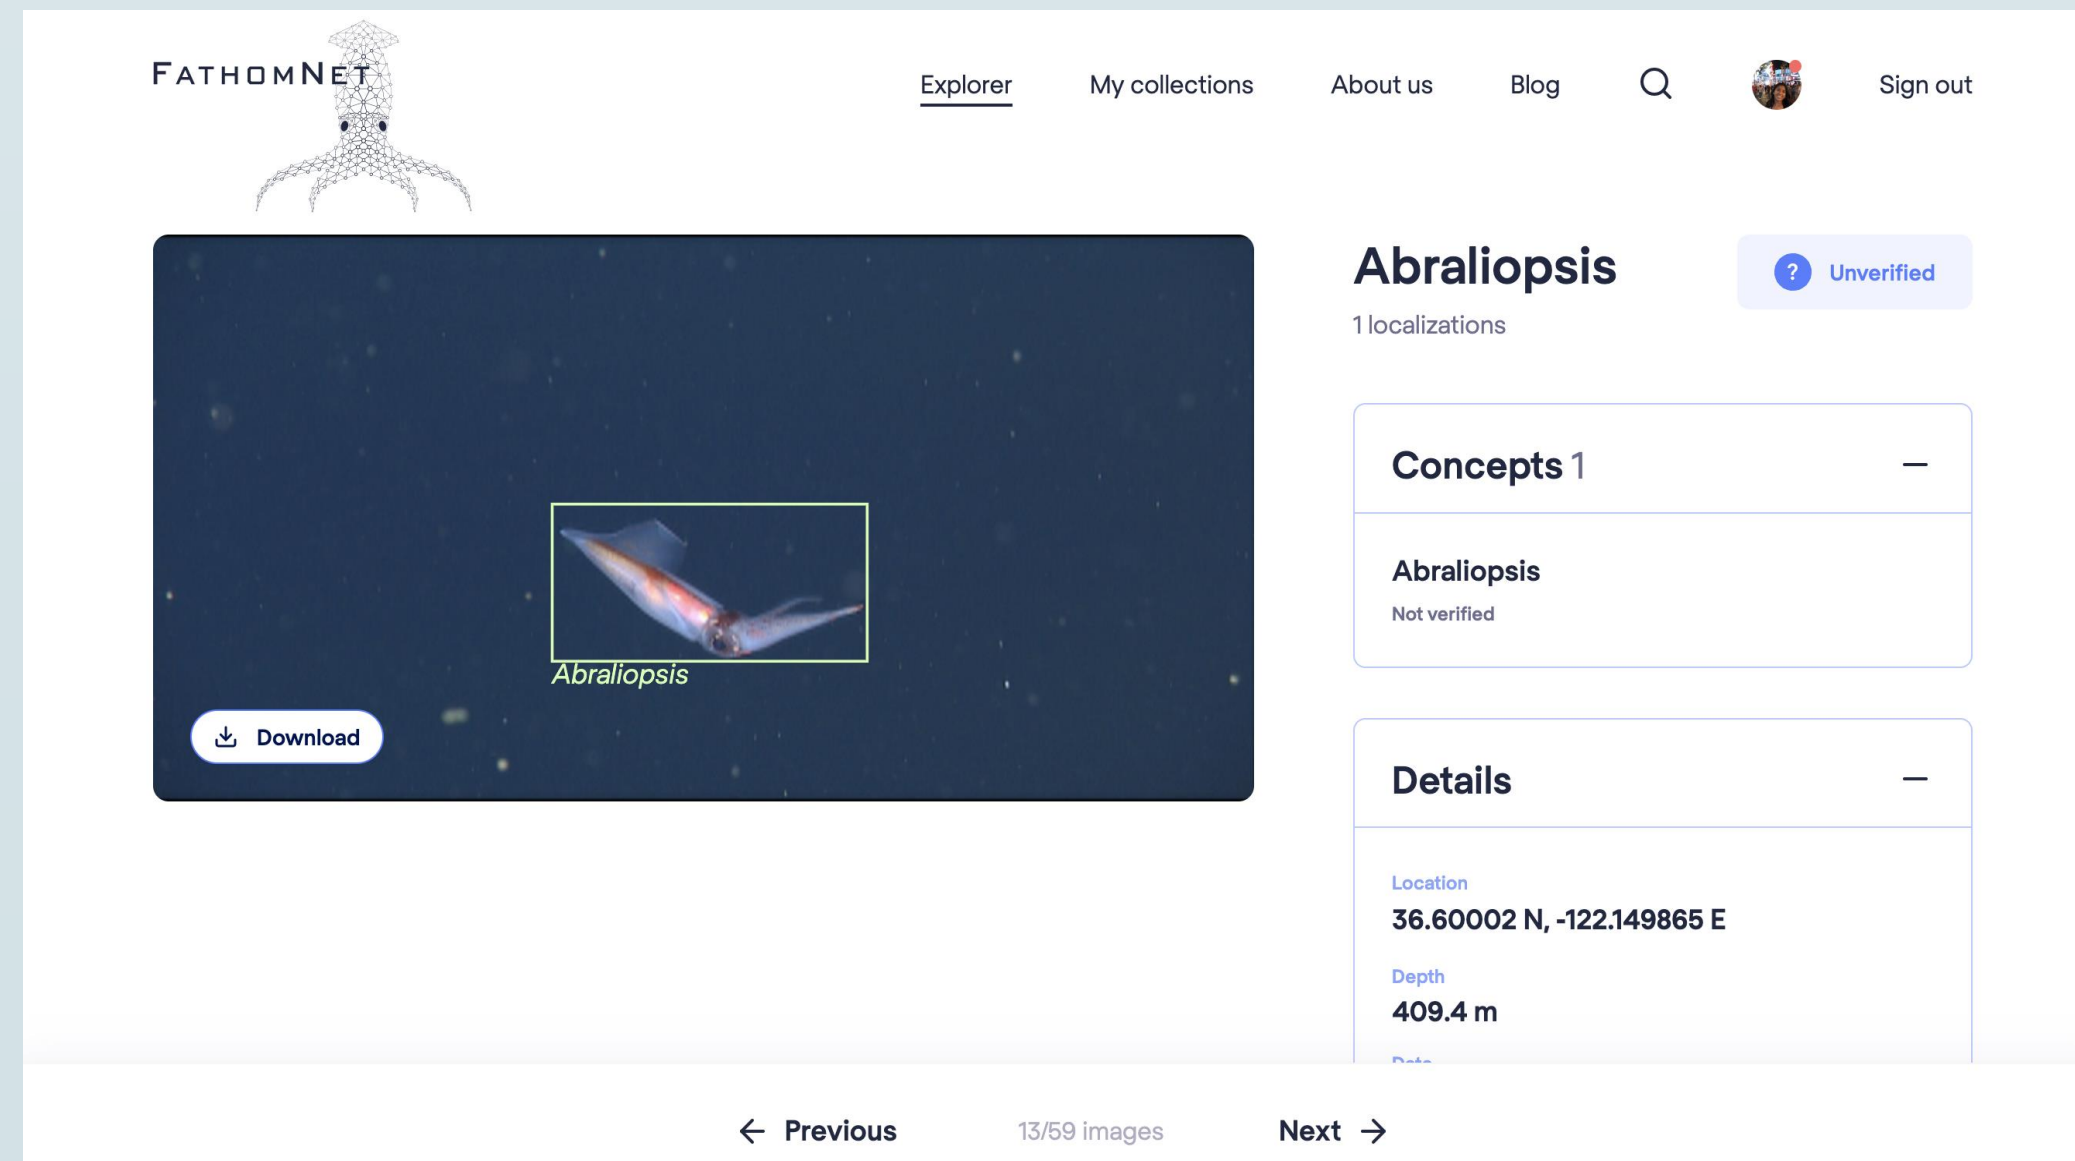 FATHOMNET
Explorer
My collections
About us
Blog
Sign out
Abraliopsis
? Unverified
1 localizations
Concepts 1
Abraliopsis
Not verified
Abraliopsis
Download
Details
Location
36.60002 N, -122.149865 E
Depth
409.4 m
Previous
13/59 images
Next